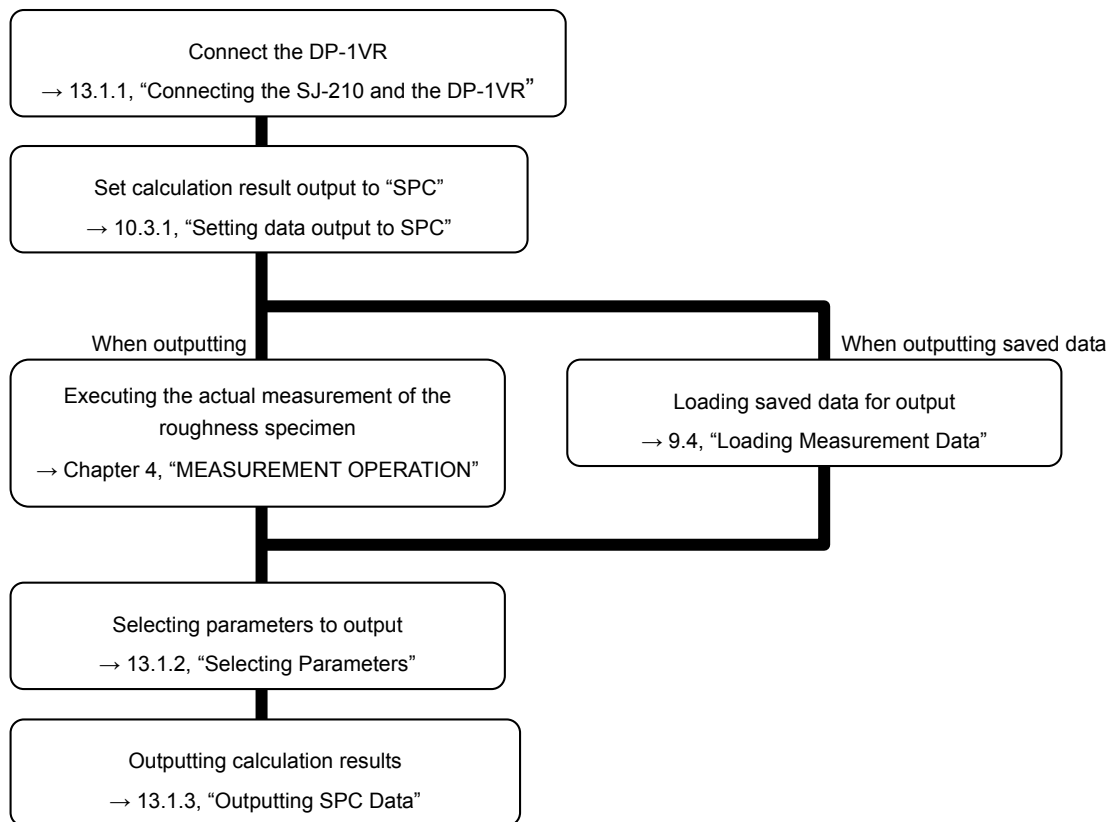 Connect the DP-1VR
→ 13.1.1, “Connecting the SJ-210 and the DP-1VR”
Set calculation result output to “SPC”
→ 10.3.1, “Setting data output to SPC”
When outputting
When outputting saved data
Executing the actual measurement of the
roughness specimen
→ Chapter 4, “MEASUREMENT OPERATION”
Loading saved data for output
→ 9.4, “Loading Measurement Data”
Selecting parameters to output
→ 13.1.2, “Selecting Parameters”
Outputting calculation results
→ 13.1.3, “Outputting SPC Data”